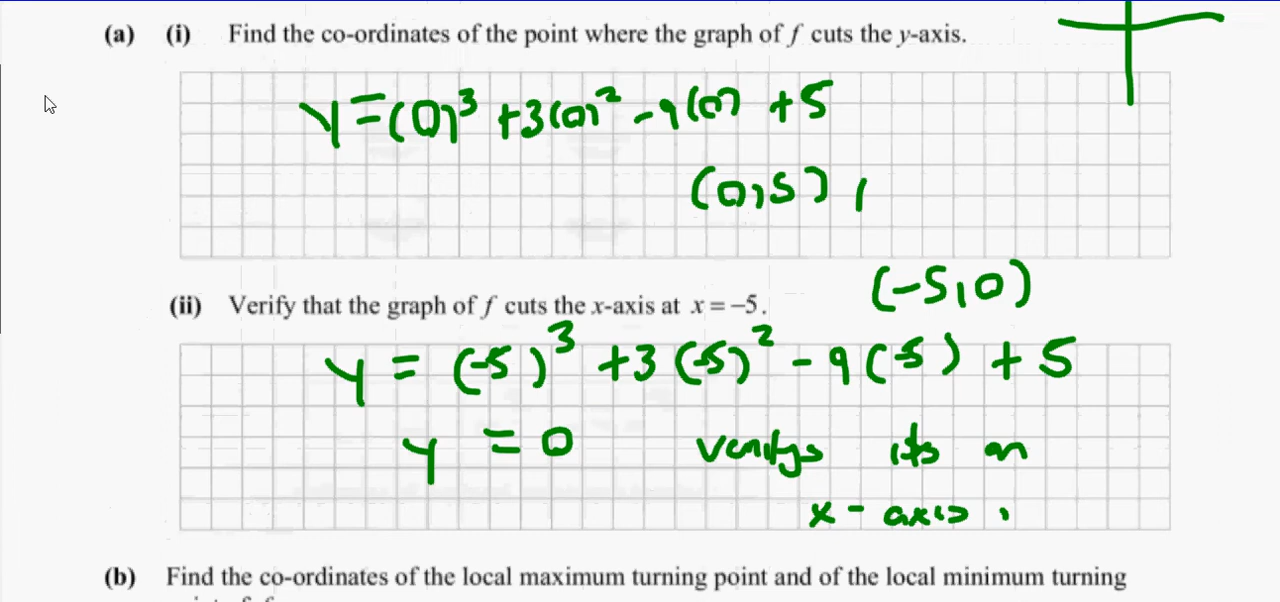 (a) (i) Find the co-ordinates of the point where the graph of f cuts the y-axis.
y = (0)³ + 3(0)² - 9(0) + 5
(0,5)
(-5,0)
(ii) Verify that the graph of f cuts the x-axis at x = −5.
y = (-5)³ + 3(-5)² - 9(-5) + 5
y = 0 verifys its on
x - axis.
(b) Find the co-ordinates of the local maximum turning point and of the local minimum turning